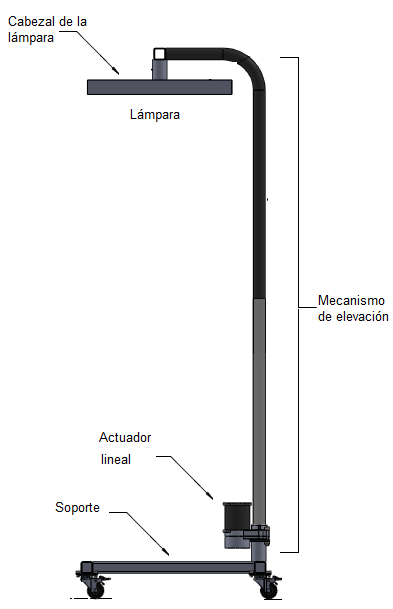 Cabezal de la
lámpara
Lámpara
Mecanismo
de elevación
Actuador
lineal
Soporte